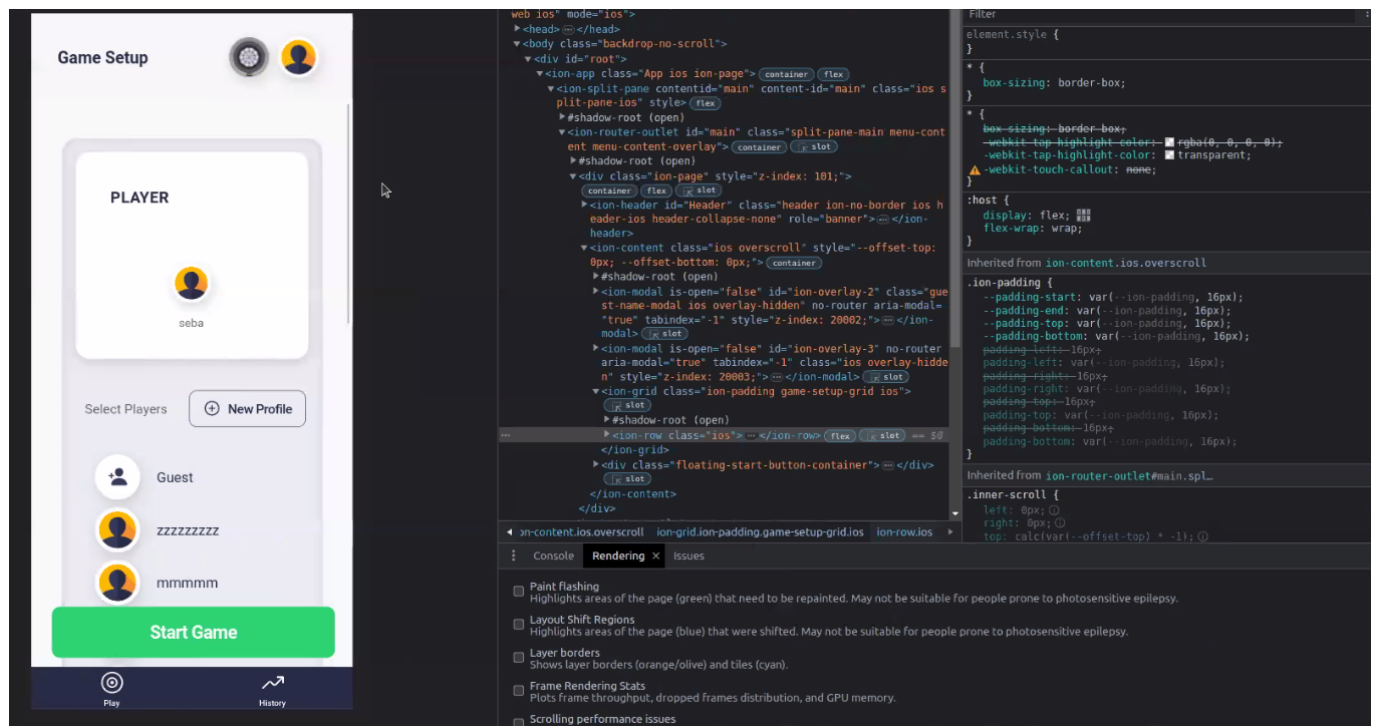 Game Setup
PLAYER
seba
Select Players
New Profile
Guest
zzzzzzzzz
mmmmm
Start Game
Play
History
web ios" mode="ios">
<head> </head>
<body class="backdrop-no-scroll">
<div id="root">
<ion-app class="App ios ion-page"> container flex
<ion-split-pane contentid="main" content-id="main" class="ios s
plit-pane-ios" style> flex
#shadow-root (open)
<ion-router-outlet id="main" class="split-pane-main menu-cont
ent menu-content-overlay"> container slot
#shadow-root (open)
<div class="ion-page" style="z-index: 101;">
container flex slot
<ion-header id="Header" class="header ion-no-border ios h
eader-ios header-collapse-none" role="banner"> </ion-
header>
<ion-content class="ios overscroll" style="--offset-top:
0px; --offset-bottom: 0px;"> container
#shadow-root (open)
<ion-modal is-open="false" id="ion-overlay-2" class="gue
st-name-modal ios overlay-hidden" no-router aria-modal=
"true" tabindex="-1" style="z-index: 20002;"> </ion-
modal> slot
<ion-modal is-open="false" id="ion-overlay-3" no-router
aria-modal="true" tabindex="-1" class="ios overlay-hidde
n" style="z-index: 20003;"> </ion-modal> slot
<ion-grid class="ion-padding game-setup-grid ios">
slot
#shadow-root (open)
<ion-row class="ios"> </ion-row> flex slot == $0
</ion-grid>
<div class="floating-start-button-container"> </div>
slot
</ion-content>
</div>
on-content.ios.overscroll ion-grid.ion-padding.game-setup-grid.ios ion-row.ios
Filter
element.style {
}
* {
box-sizing: border-box;
}
* {
box-sizing: border-box;
-webkit-tap-highlight-color: rgba(0, 0, 0, 0);
-webkit-tap-highlight-color: transparent;
-webkit-touch-callout: none;
}
:host {
display: flex;
flex-wrap: wrap;
}
Inherited from ion-content.ios.overscroll
.ion-padding {
--padding-start: var(--ion-padding, 16px);
--padding-end: var(--ion-padding, 16px);
--padding-top: var(--ion-padding, 16px);
--padding-bottom: var(--ion-padding, 16px);
padding-left: 16px;
padding-left: var(--ion-padding, 16px);
padding-right: 16px;
padding-right: var(--ion-padding, 16px);
padding-top: 16px;
padding-top: var(--ion-padding, 16px);
padding-bottom: 16px;
padding-bottom: var(--ion-padding, 16px);
}
Inherited from ion-router-outlet#main.spl…
.inner-scroll {
left: 0px;
right: 0px;
top: calc(var(--offset-top) * -1);
Console Rendering × Issues
Paint flashing
Highlights areas of the page (green) that need to be repainted. May not be suitable for people prone to photosensitive epilepsy.
Layout Shift Regions
Highlights areas of the page (blue) that were shifted. May not be suitable for people prone to photosensitive epilepsy.
Layer borders
Shows layer borders (orange/olive) and tiles (cyan).
Frame Rendering Stats
Plots frame throughput, dropped frames distribution, and GPU memory.
Scrolling performance issues